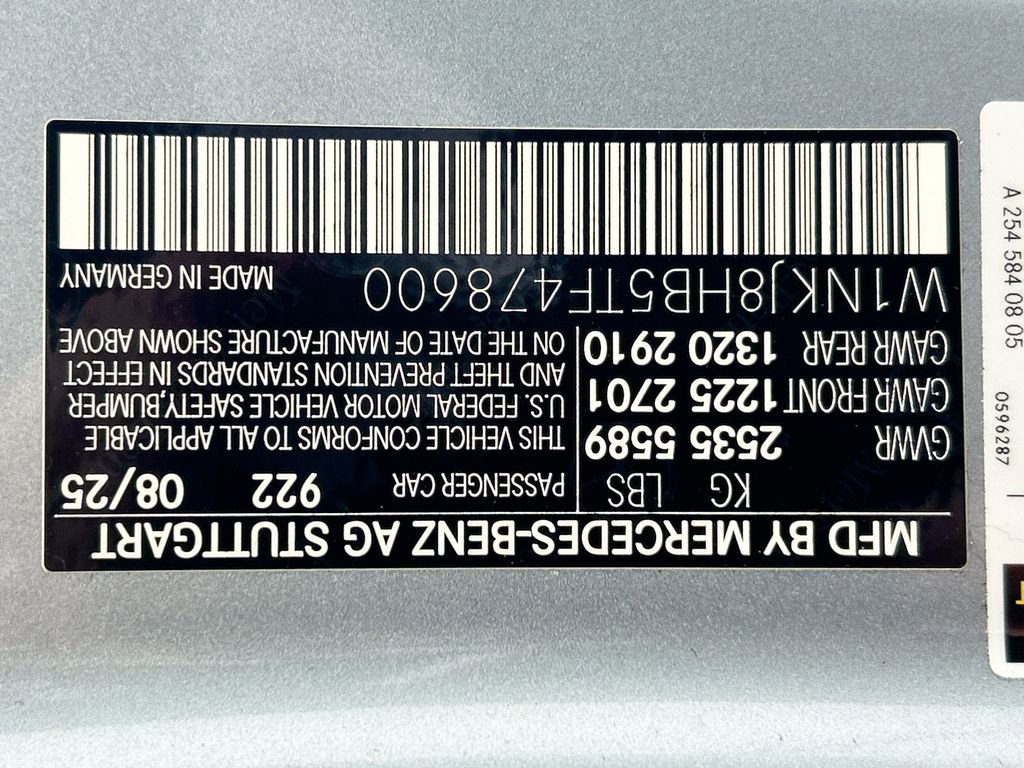 MFD BY MERCEDES-BENZ AG STUTTGART
KG LBS
GVWR 2535 5589
GAWR FRONT 1225 2701
GAWR REAR 1320 2910
PASSENGER CAR 922 08/25
THIS VEHICLE CONFORMS TO ALL APPLICABLE
U.S. FEDERAL MOTOR VEHICLE SAFETY,BUMPER
AND THEFT PREVENTION STANDARDS IN EFFECT
ON THE DATE OF MANUFACTURE SHOWN ABOVE
W1NKJ8HB5TF478600 MADE IN GERMANY
A 254 584 08 05
0596287